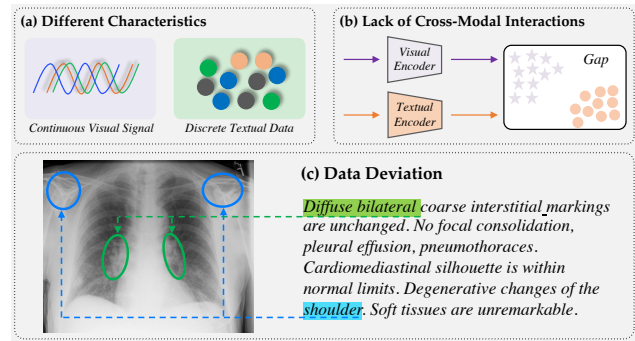 (a) Different Characteristics
Continuous Visual Signal
Discrete Textual Data
(b) Lack of Cross-Modal Interactions
Visual
Encoder
Textual
Encoder
Gap
(c) Data Deviation
Diffuse bilateral coarse interstitial markings
are unchanged. No focal consolidation,
pleural effusion, pneumothoraces.
Cardiomediastinal silhouette is within
normal limits. Degenerative changes of the
shoulder. Soft tissues are unremarkable.